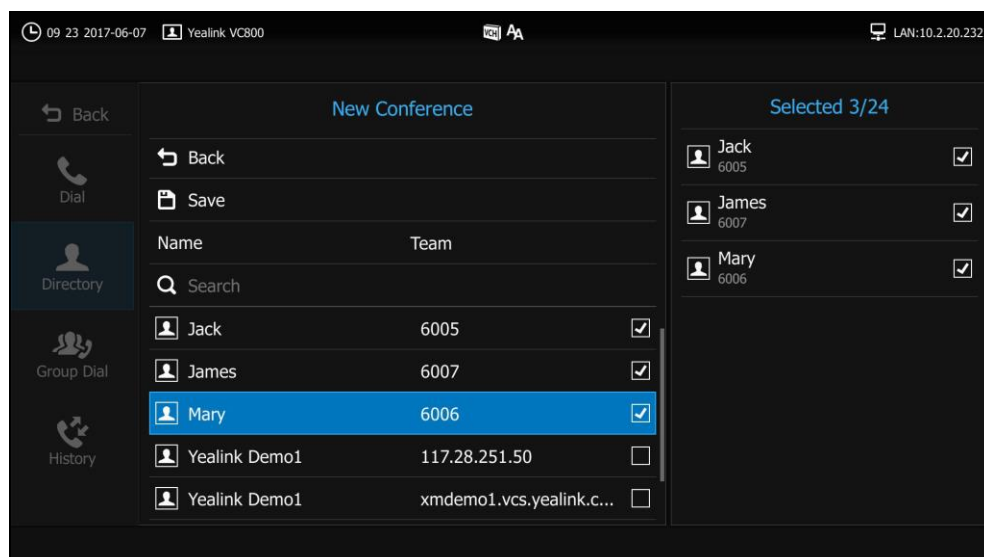 09 23 2017-06-07 Yealink VC800 VCH AA LAN:10.2.20.232
Back
Dial
Directory
Group Dial
History
New Conference
Back
Save
Name Team
Search
Jack 6005
James 6007
Mary 6006
Yealink Demo1 117.28.251.50
Yealink Demo1 xmdemo1.vcs.yealink.c...
Selected 3/24
Jack
6005
James
6007
Mary
6006